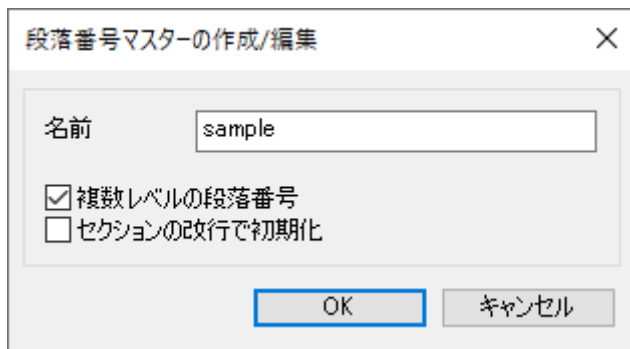 段落番号マスターの作成/編集
名前
sample
複数レベルの段落番号
セクションの改行で初期化
OK
キャンセル